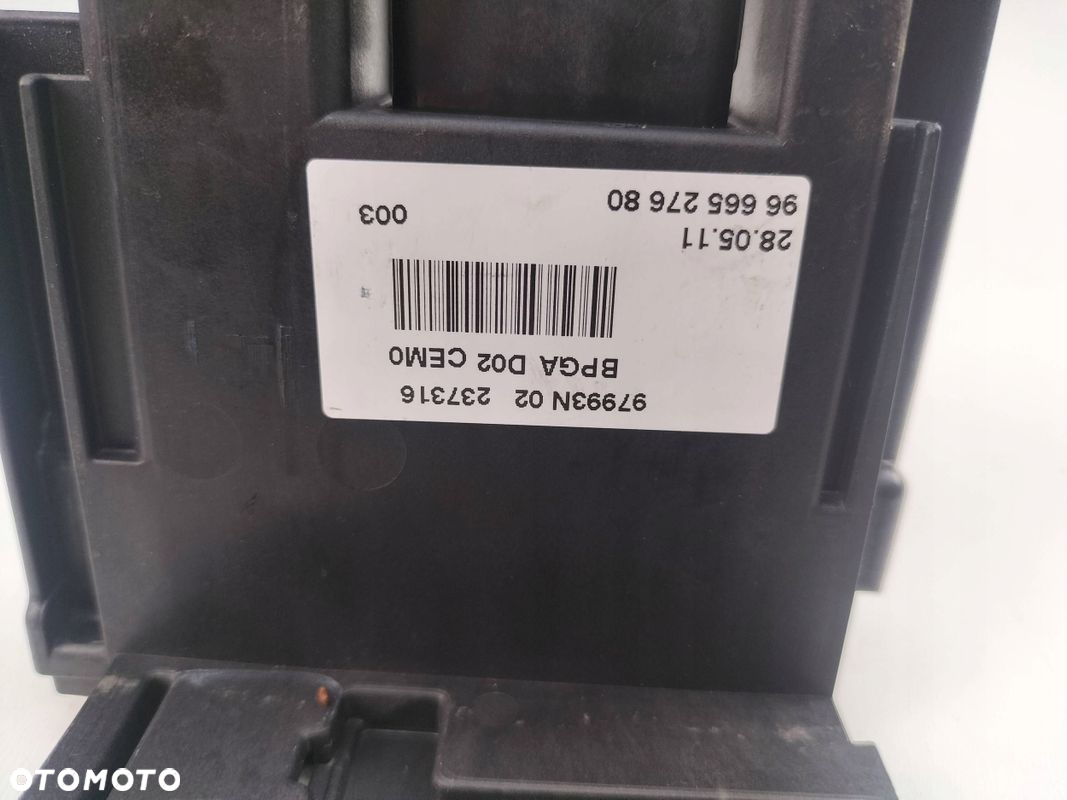 97993N 02 237316
BPGA D02 CEM0
28.05.11
96 665 276 80 003
OTOMOTO